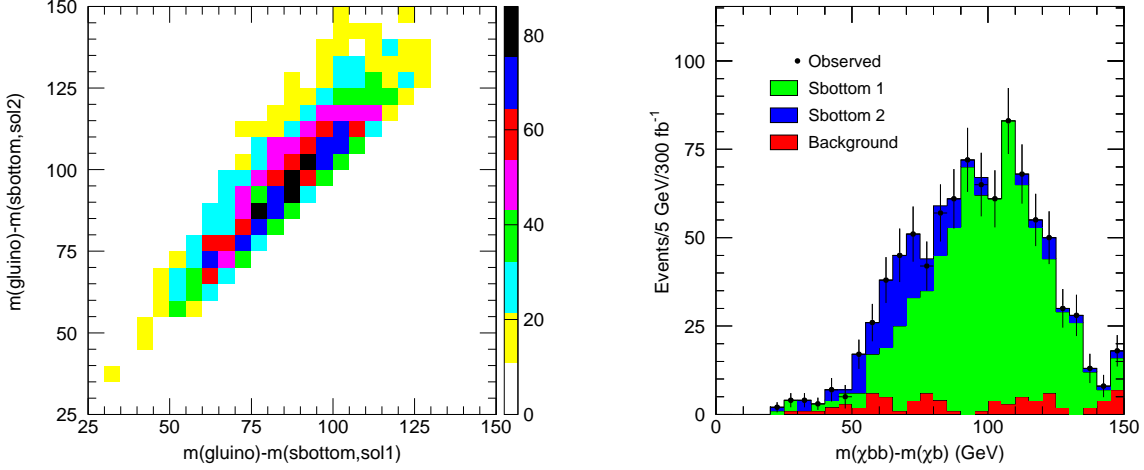 150
125
100
75
50
25
m(gluino)-m(sbottom,sol2)
25 50 75 100 125 150
m(gluino)-m(sbottom,sol1)
80
60
40
20
0
100
75
50
25
0
Events/5 GeV/300 fb⁻¹
Observed
Sbottom 1
Sbottom 2
Background
50 100 150
m(χbb)-m(χb) (GeV)